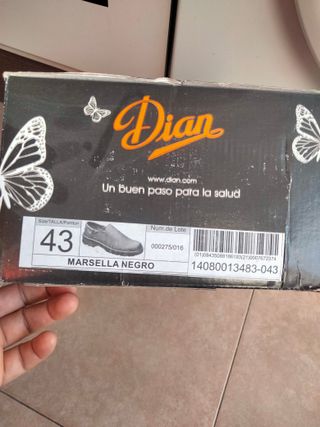 Dian
www.dian.com
Un buen paso para la salud
Size/TALLA/Pointur
43
Num.de Lote
000275/016
MARSELLA NEGRO
14080013483-043